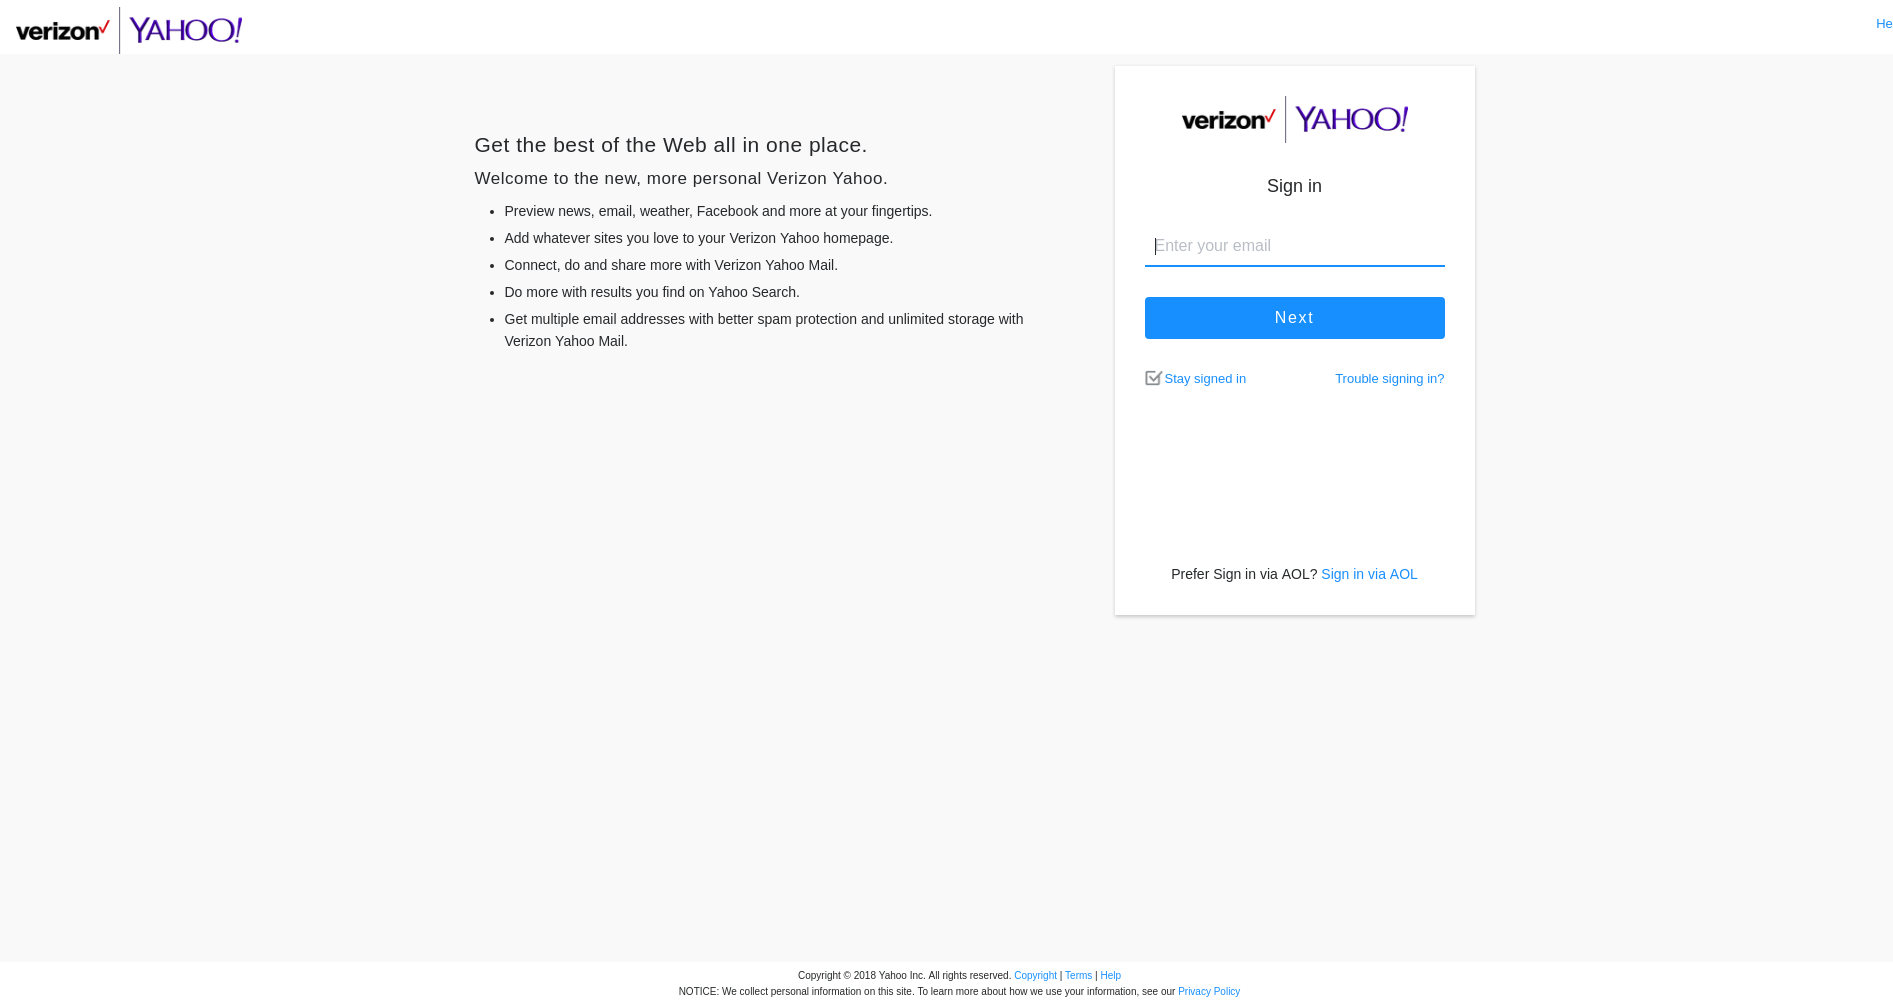 verizon YAHOO!
He
Get the best of the Web all in one place.
Welcome to the new, more personal Verizon Yahoo.
Preview news, email, weather, Facebook and more at your fingertips.
Add whatever sites you love to your Verizon Yahoo homepage.
Connect, do and share more with Verizon Yahoo Mail.
Do more with results you find on Yahoo Search.
Get multiple email addresses with better spam protection and unlimited storage with
Verizon Yahoo Mail.
verizon YAHOO!
Sign in
Enter your email
Next
Stay signed in Trouble signing in?
Prefer Sign in via AOL? Sign in via AOL
Copyright © 2018 Yahoo Inc. All rights reserved. Copyright | Terms | Help
NOTICE: We collect personal information on this site. To learn more about how we use your information, see our Privacy Policy